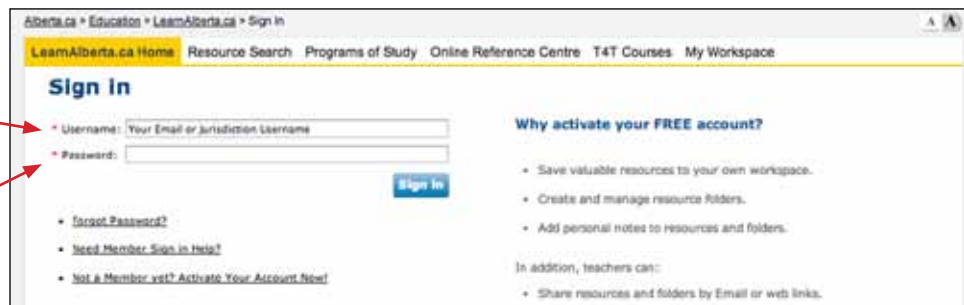 Alberta.ca > Education > LearnAlberta.ca > Sign In
A A
LearnAlberta.ca Home Resource Search Programs of Study Online Reference Centre T4T Courses My Workspace
Sign in
* Username: Your Email or Jurisdiction Username
* Password:
Sign in
• Forgot Password?
• Need Member Sign in Help?
• Not a Member yet? Activate Your Account Now!
Why activate your FREE account?
• Save valuable resources to your own workspace.
• Create and manage resource folders.
• Add personal notes to resources and folders.
In addition, teachers can:
• Share resources and folders by Email or web links.